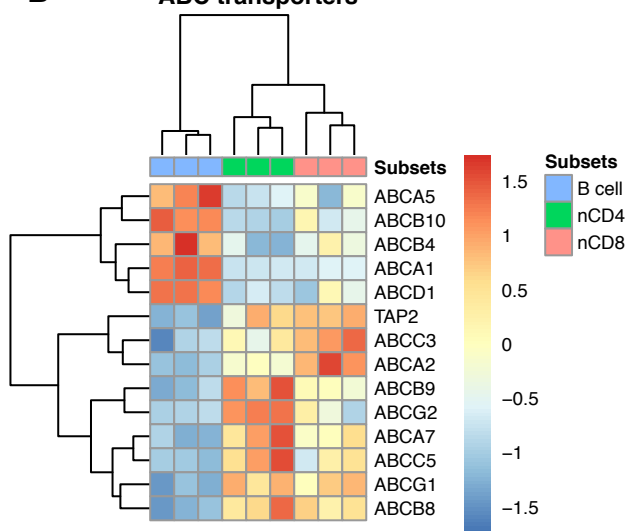 ABC transporters
Subsets
ABCA5
ABCB10
ABCB4
ABCA1
ABCD1
TAP2
ABCC3
ABCA2
ABCB9
ABCG2
ABCA7
ABCC5
ABCG1
ABCB8
1.5
1
0.5
0
−0.5
−1
−1.5
Subsets
B cell
nCD4
nCD8